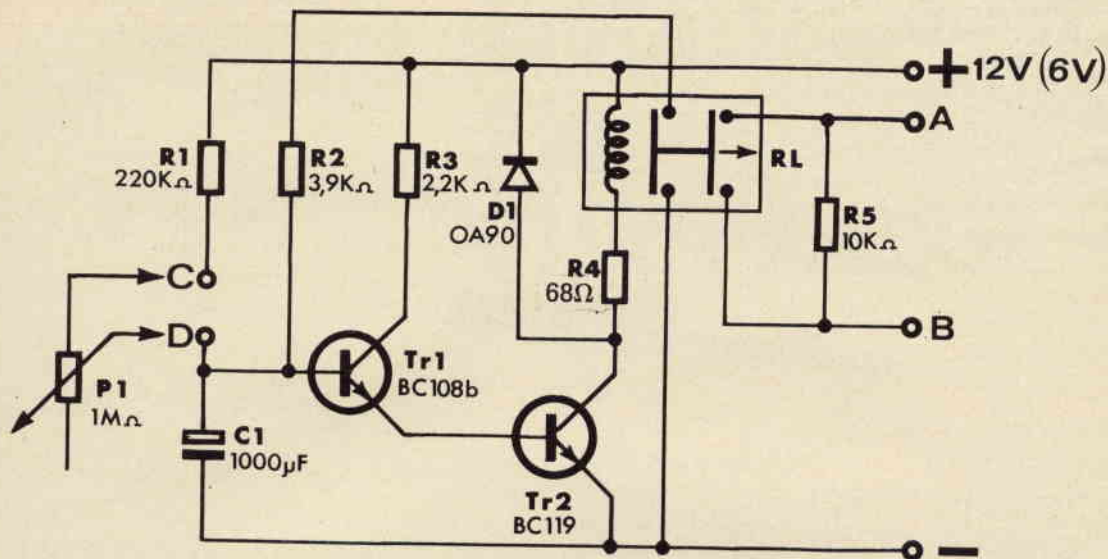 + 12V (6V)
A
R1
220KΩ
R2
3,9KΩ
R3
2,2KΩ
D1
OA90
RL
R5
10KΩ
R4
68Ω
C
D
B
P1
1MΩ
Tr1
BC108b
C1
1000µF
Tr2
BC119
−